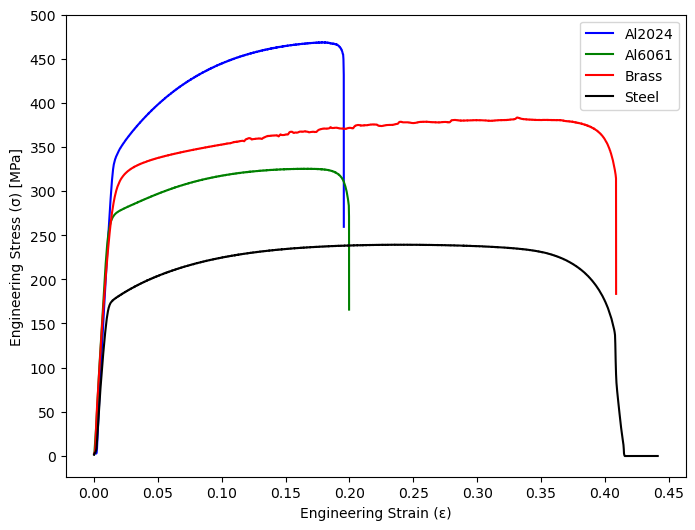 500
450
400
350
300
250
200
150
100
50
0
Engineering Stress (σ) [MPa]
Al2024
Al6061
Brass
Steel
0.00 0.05 0.10 0.15 0.20 0.25 0.30 0.35 0.40 0.45
Engineering Strain (ε)